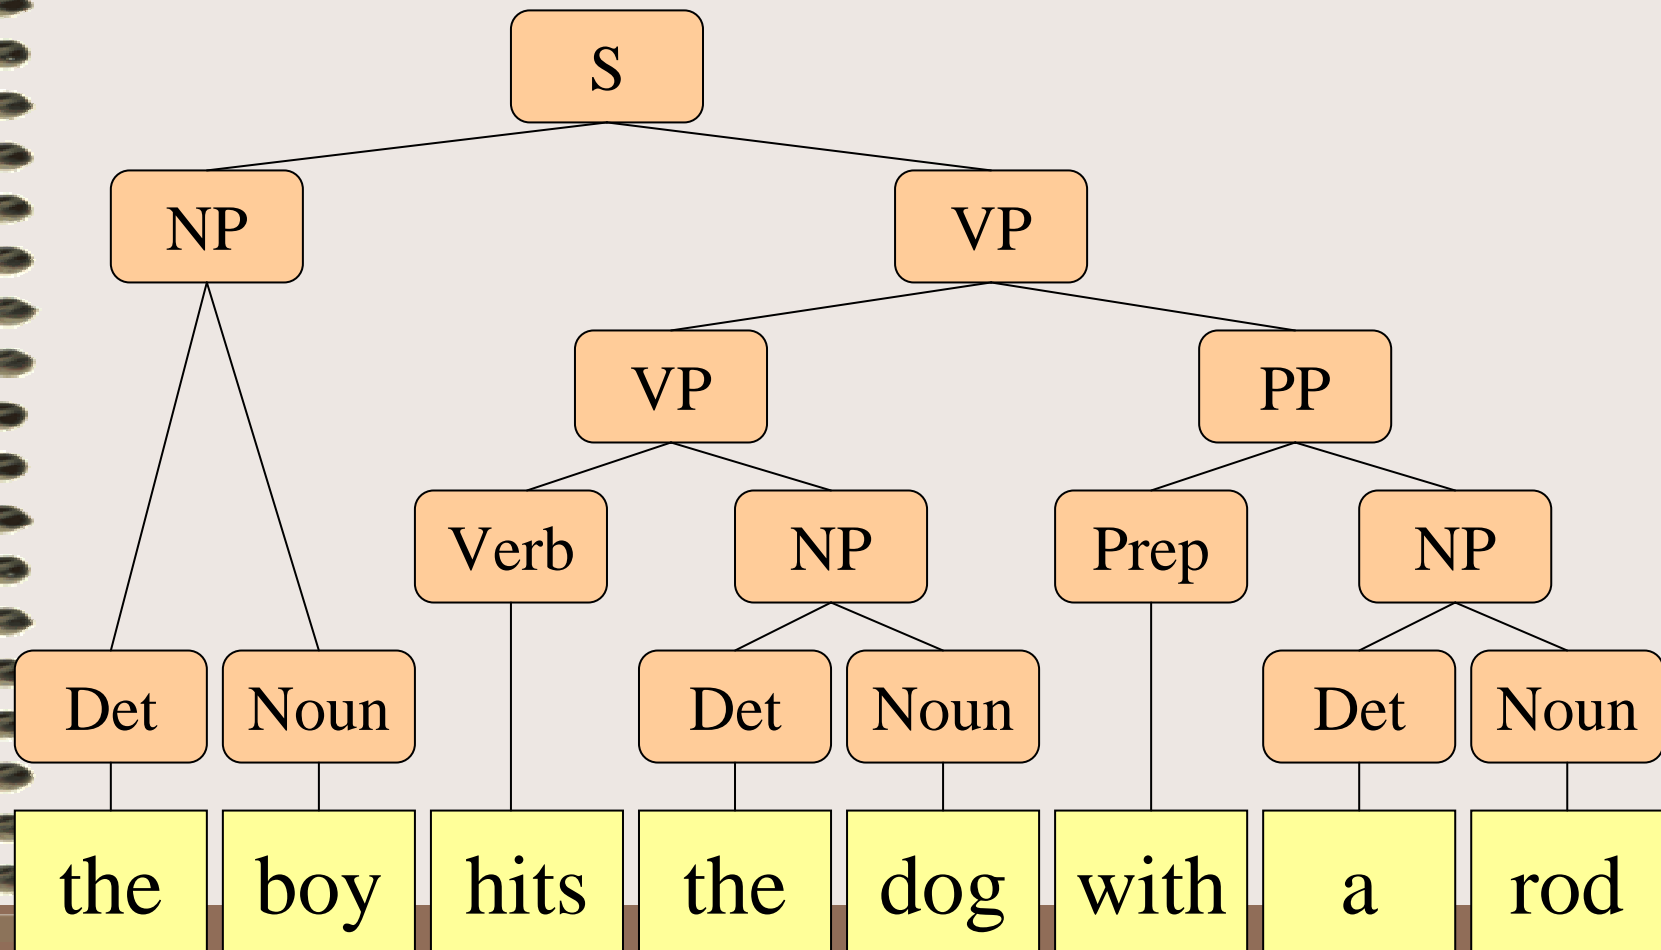 S
NP VP
VP PP
Verb NP Prep NP
Det Noun Det Noun Det Noun
the boy hits the dog with a rod